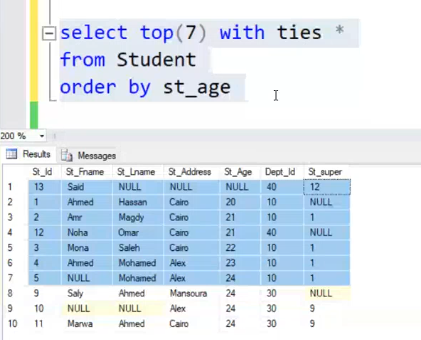 select top(7) with ties *
from Student
order by st_age
200 %
Results Messages
St_Id St_Fname St_Lname St_Address St_Age Dept_Id St_super
1 13 Said NULL NULL NULL 40 12
2 1 Ahmed Hassan Cairo 20 10 NULL
3 2 Amr Magdy Cairo 21 10 1
4 12 Noha Omar Cairo 21 40 NULL
5 3 Mona Saleh Cairo 22 10 1
6 4 Ahmed Mohamed Alex 23 10 1
7 5 NULL Mohamed Alex 24 10 1
8 9 Saly Ahmed Mansoura 24 30 NULL
9 10 NULL NULL Alex 24 30 9
10 11 Marwa Ahmed Cairo 24 30 9